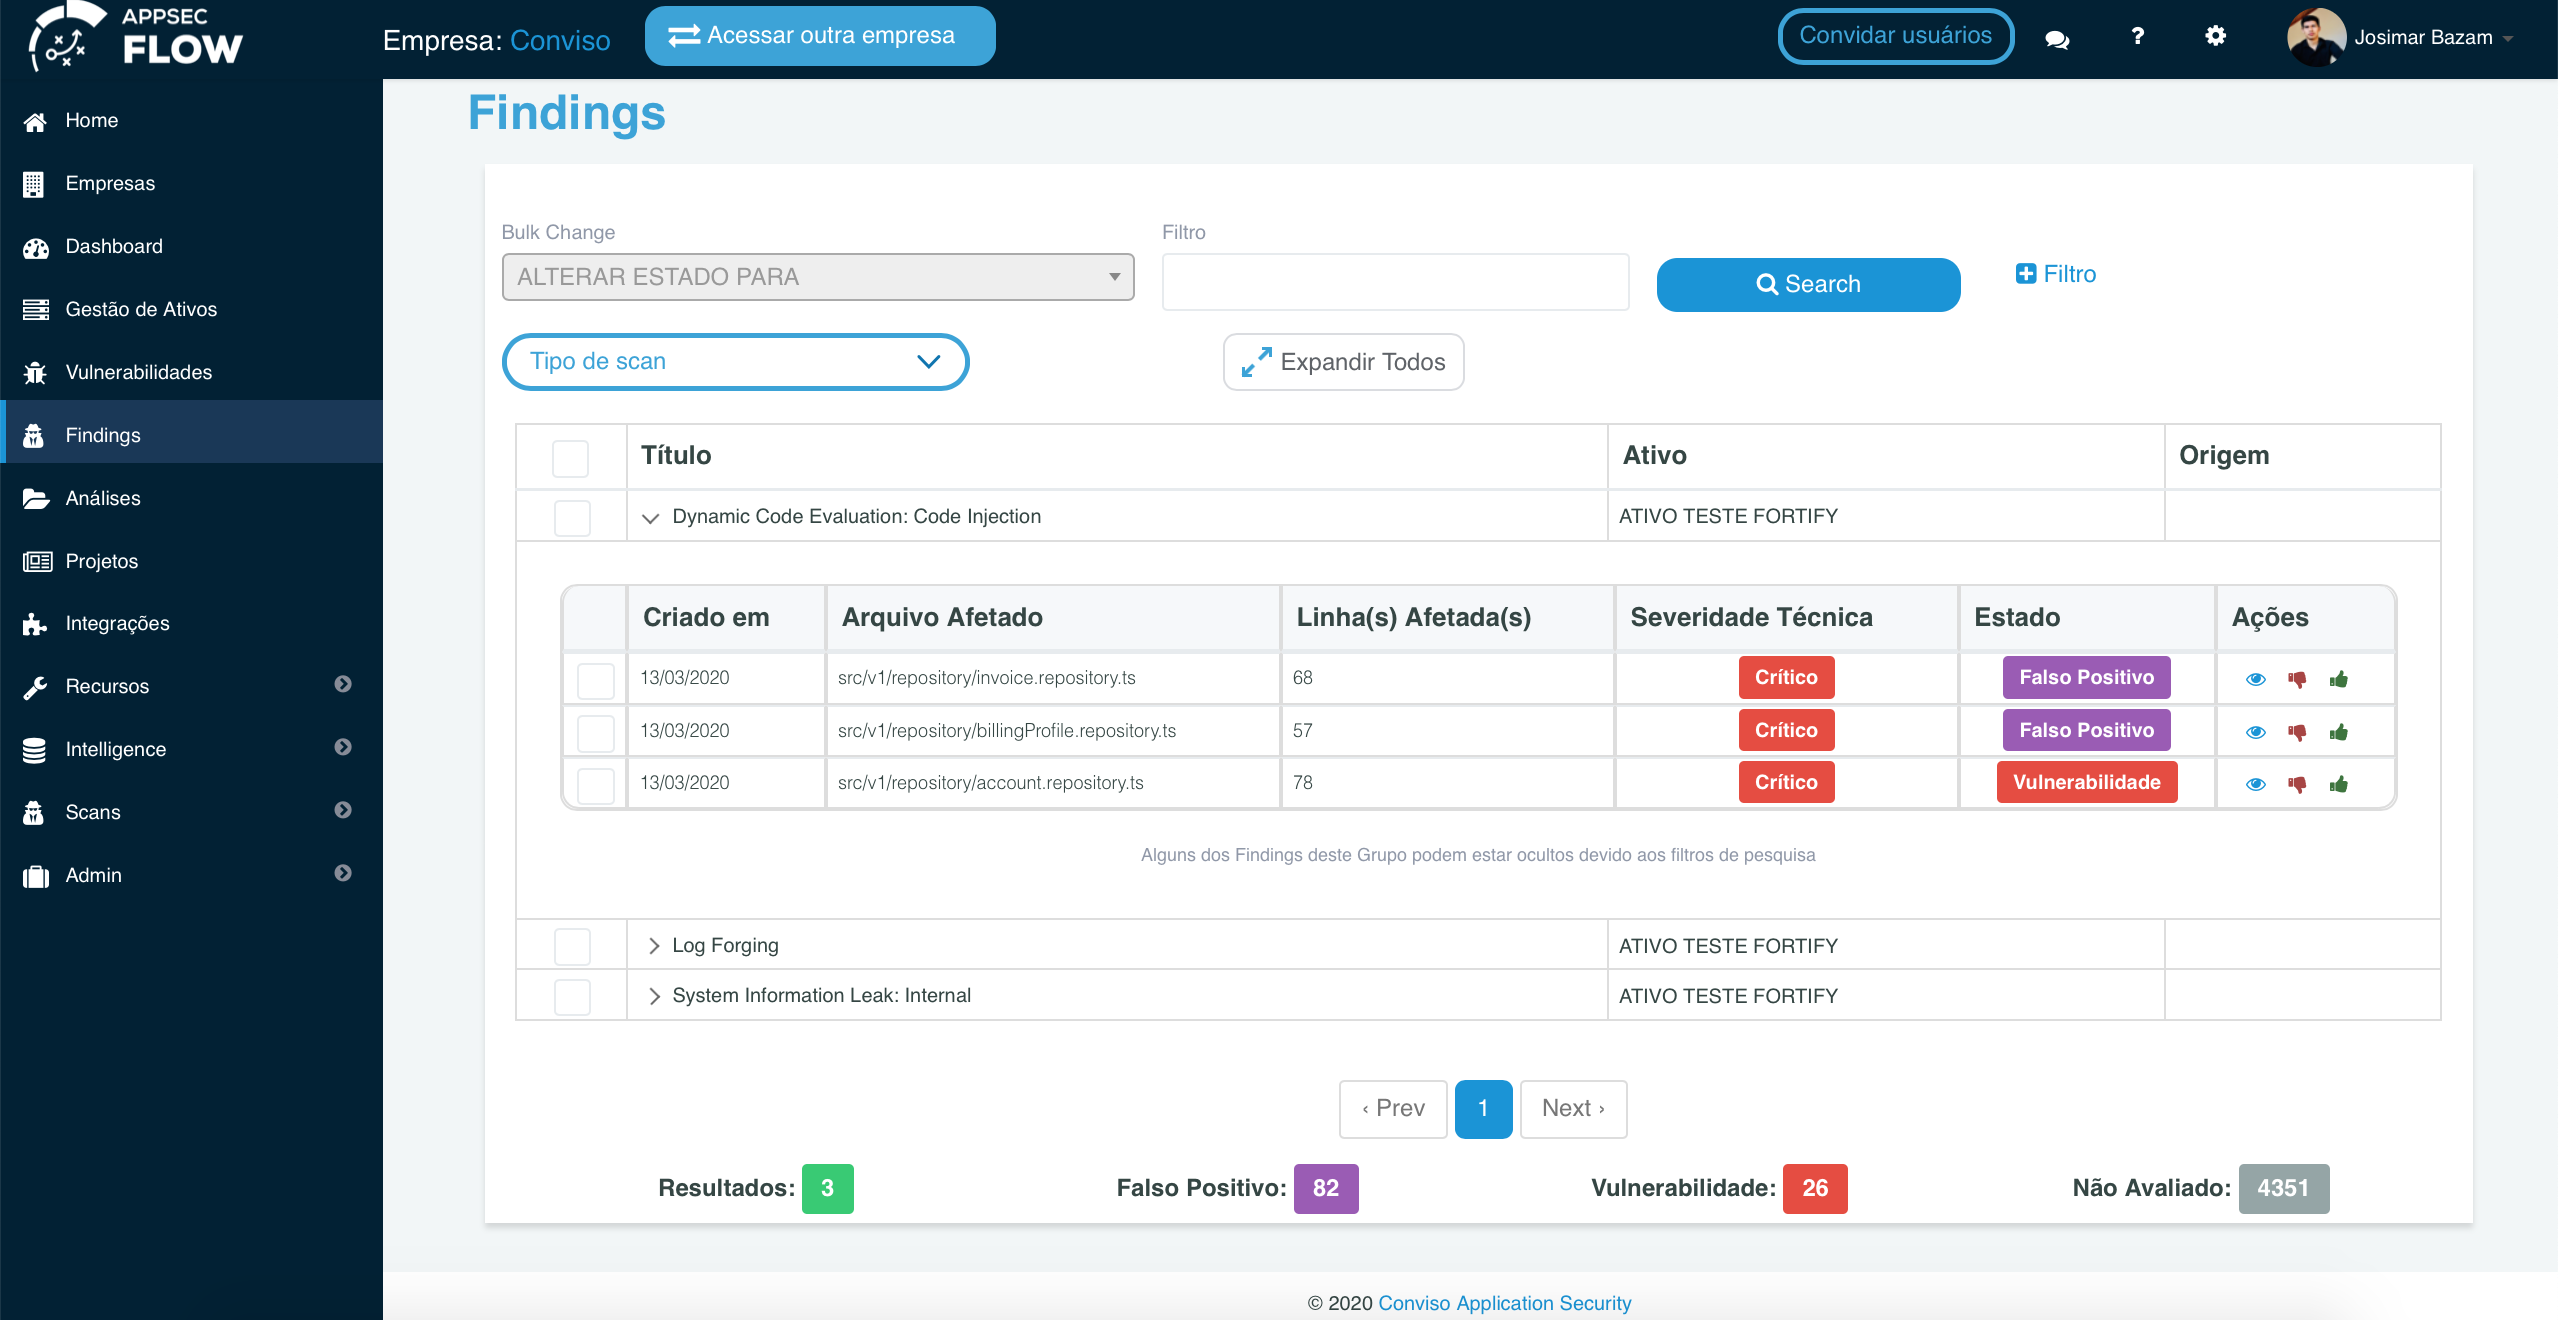 APPSEC
FLOW
Empresa: Conviso
Acessar outra empresa
Convidar usuários
?
Josimar Bazam
Home
Empresas
Dashboard
Gestão de Ativos
Vulnerabilidades
Findings
Análises
Projetos
Integrações
Recursos
Intelligence
Scans
Admin
Findings
Bulk Change
Filtro
ALTERAR ESTADO PARA
Search
Filtro
Tipo de scan
Expandir Todos
Título Ativo Origem
Dynamic Code Evaluation: Code Injection ATIVO TESTE FORTIFY
Criado em Arquivo Afetado Linha(s) Afetada(s) Severidade Técnica Estado Ações
13/03/2020 src/v1/repository/invoice.repository.ts 68 Crítico Falso Positivo
13/03/2020 src/v1/repository/billingProfile.repository.ts 57 Crítico Falso Positivo
13/03/2020 src/v1/repository/account.repository.ts 78 Crítico Vulnerabilidade
Alguns dos Findings deste Grupo podem estar ocultos devido aos filtros de pesquisa
Log Forging ATIVO TESTE FORTIFY
System Information Leak: Internal ATIVO TESTE FORTIFY
‹ Prev 1 Next ›
Resultados: 3 Falso Positivo: 82 Vulnerabilidade: 26 Não Avaliado: 4351
© 2020 Conviso Application Security